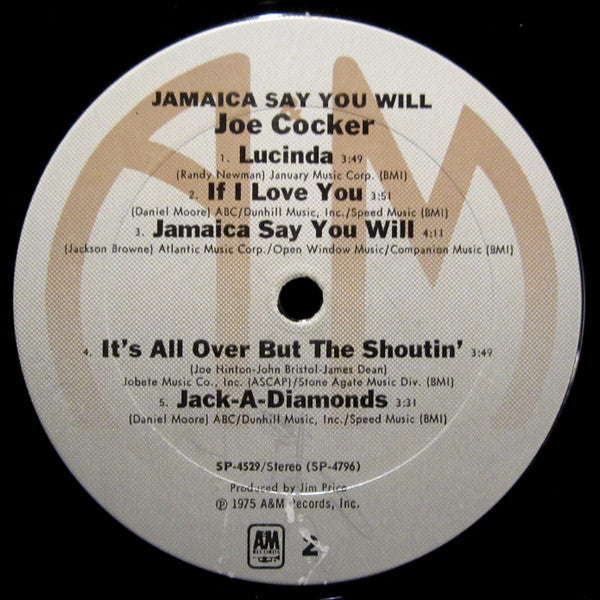 A&M
JAMAICA SAY YOU WILL
Joe Cocker
1. Lucinda 3:49
(Randy Newman) January Music Corp. (BMI)
2. If I Love You 3:51
(Daniel Moore) ABC/Dunhill Music, Inc./Speed Music (BMI)
3. Jamaica Say You Will 4:11
(Jackson Browne) Atlantic Music Corp./Open Window Music/Companion Music (BMI)
4. It's All Over But The Shoutin' 3:49
(Joe Hinton-John Bristol-James Dean)
Jobete Music Co., Inc. (ASCAP)/Stone Agate Music Div. (BMI)
5. Jack-A-Diamonds 3:31
(Daniel Moore) ABC/Dunhill Music, Inc./Speed Music (BMI)
SP-4529/Stereo (SP-4796)
Produced by Jim Price
℗ 1975 A&M Records, Inc.
A&M RECORDS 2